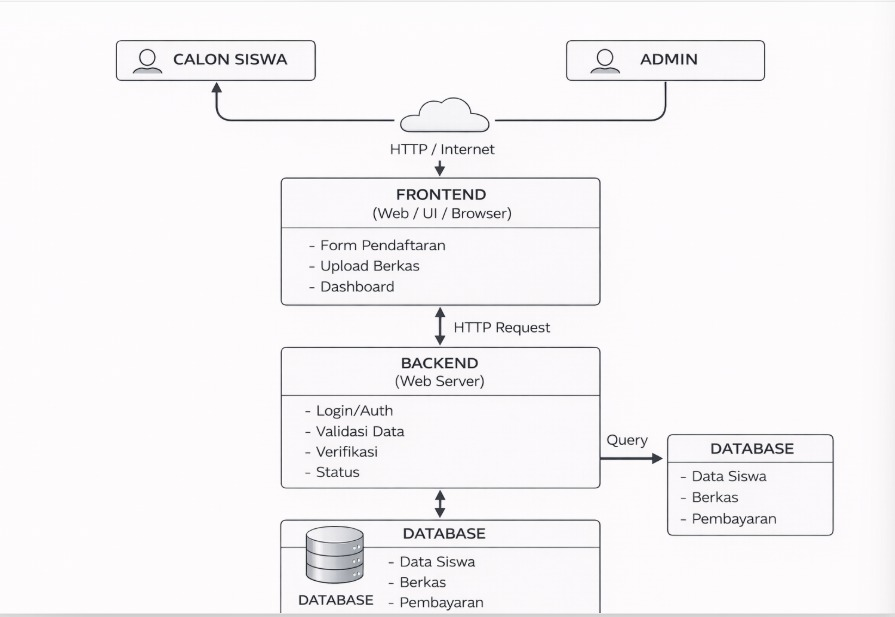 CALON SISWA
ADMIN
HTTP / Internet
FRONTEND
(Web / UI / Browser)
- Form Pendaftaran
- Upload Berkas
- Dashboard
HTTP Request
BACKEND
(Web Server)
- Login/Auth
- Validasi Data
- Verifikasi
- Status
Query
DATABASE
- Data Siswa
- Berkas
- Pembayaran
DATABASE
- Data Siswa
- Berkas
- Pembayaran
DATABASE